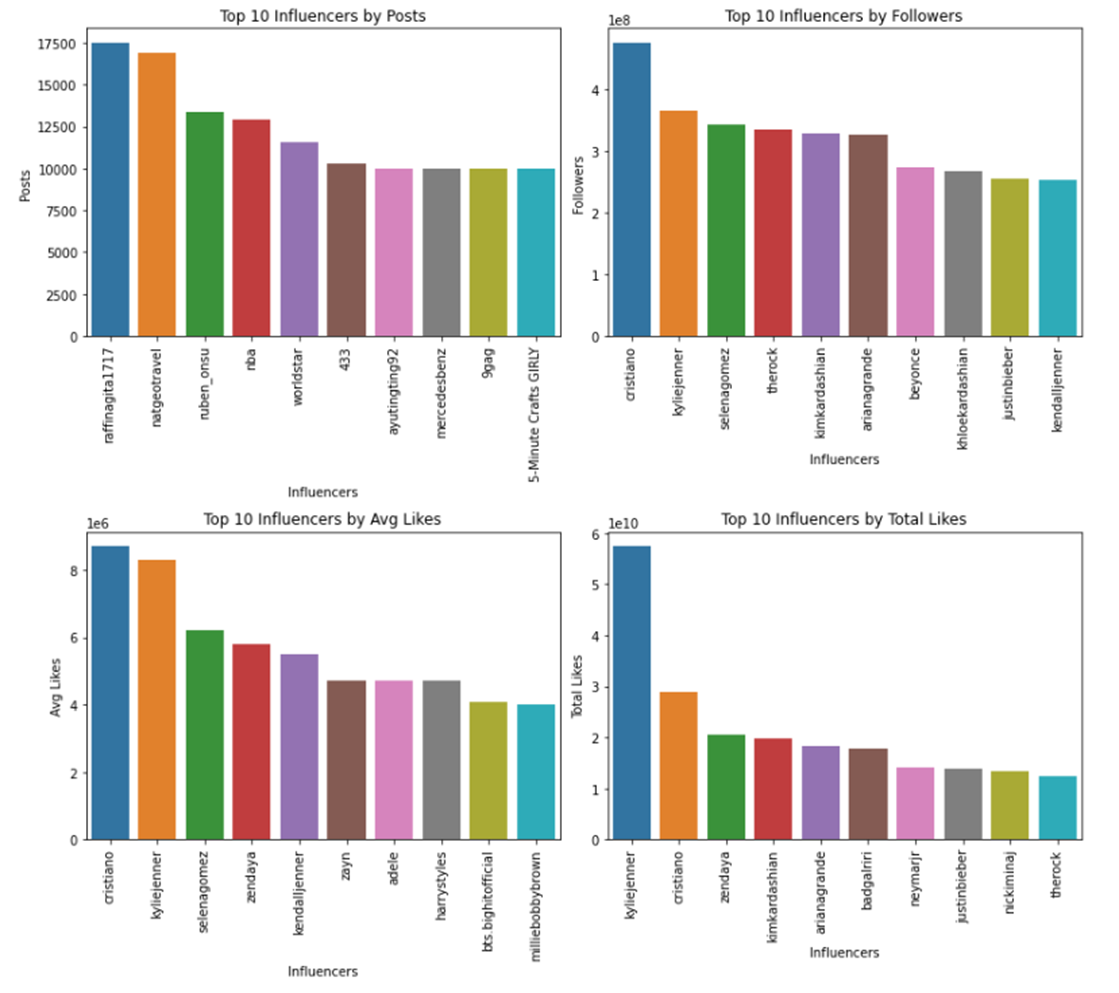 Top 10 Influencers by Posts
17500
15000
12500
10000
7500
5000
2500
0
Posts
raffinagita1717
natgeotravel
ruben_onsu
nba
worldstar
433
ayutingting92
mercedesbenz
9gag
5-Minute Crafts GIRLY
Influencers
Top 10 Influencers by Followers
1e8
4
3
2
1
0
Followers
cristiano
kyliejenner
selenagomez
therock
kimkardashian
arianagrande
beyonce
khloekardashian
justinbieber
kendalljenner
Influencers
Top 10 Influencers by Avg Likes
1e6
8
6
4
2
0
Avg Likes
cristiano
kyliejenner
selenagomez
zendaya
kendalljenner
zayn
adele
harrystyles
bts.bighitofficial
milliebobbybrown
Influencers
Top 10 Influencers by Total Likes
1e10
6
5
4
3
2
1
0
Total Likes
kyliejenner
cristiano
zendaya
kimkardashian
arianagrande
badgalriri
neymarjr
justinbieber
nickiminaj
therock
Influencers